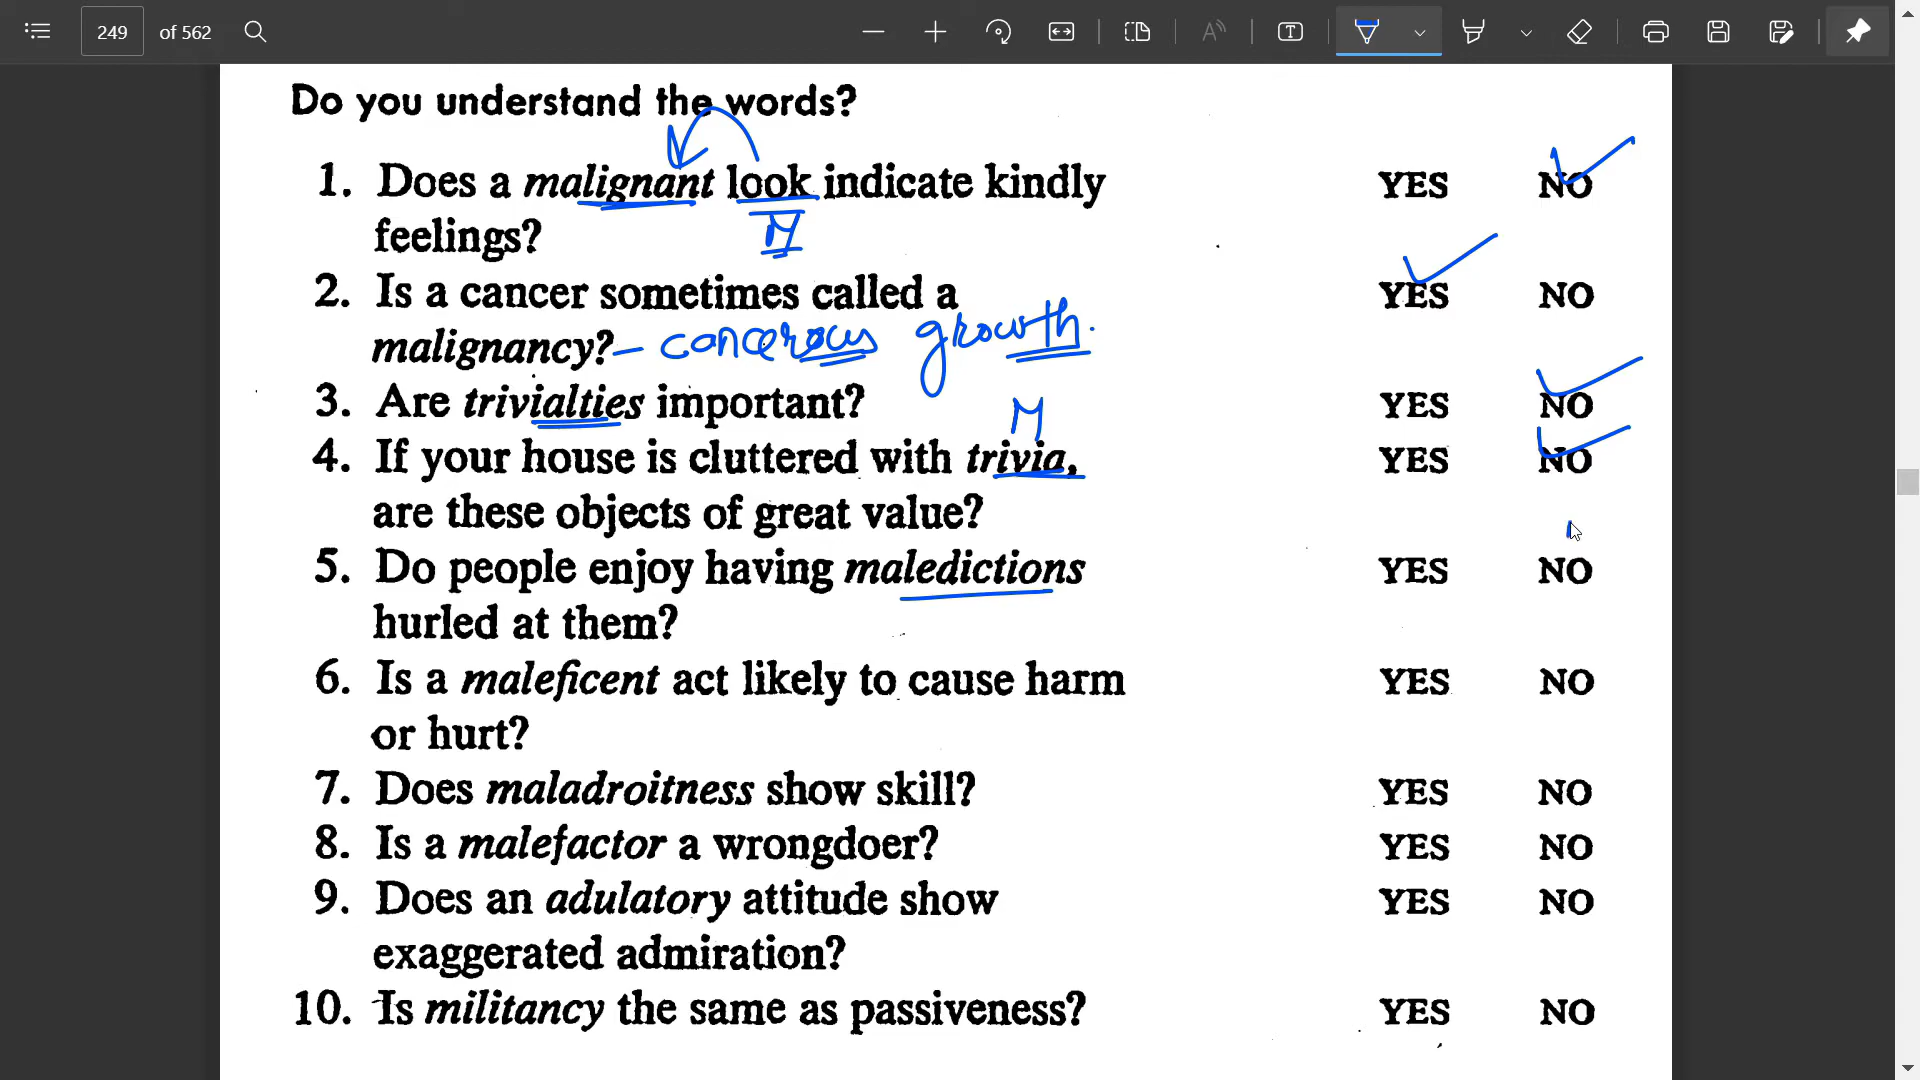 249 of 562
Do you understand the words?
1. Does a malignant look indicate kindly YES NO
M
feelings?
2. Is a cancer sometimes called a YES NO
malignancy? – cancerous growth.
3. Are trivialties important? YES NO
M
4. If your house is cluttered with trivia, YES NO
are these objects of great value?
5. Do people enjoy having maledictions YES NO
hurled at them?
6. Is a maleficent act likely to cause harm YES NO
or hurt?
7. Does maladroitness show skill? YES NO
8. Is a malefactor a wrongdoer? YES NO
9. Does an adulatory attitude show YES NO
exaggerated admiration?
10. Is militancy the same as passiveness? YES NO